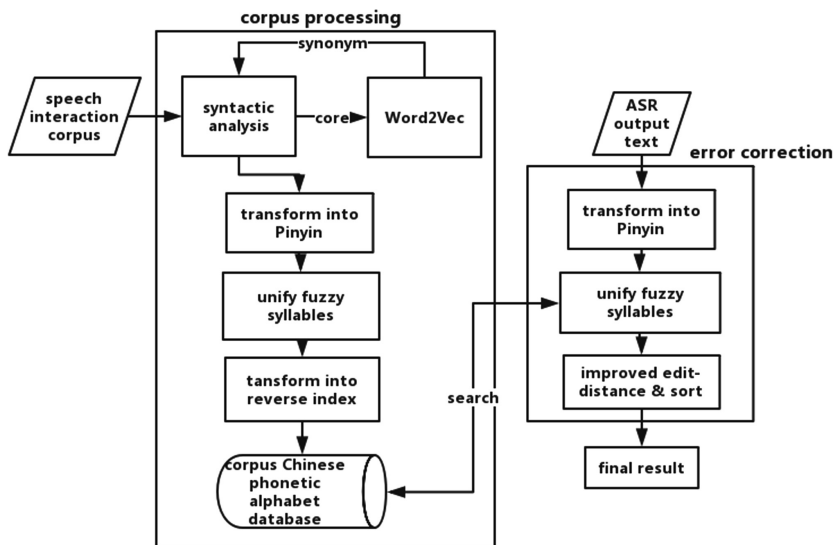 corpus processing
synonym
speech
interaction
corpus
syntactic
analysis
core
Word2Vec
transform into
Pinyin
unify fuzzy
syllables
tansform into
reverse index
corpus Chinese
phonetic
alphabet
database
search
ASR
output
text
error correction
transform into
Pinyin
unify fuzzy
syllables
improved edit-
distance & sort
final result